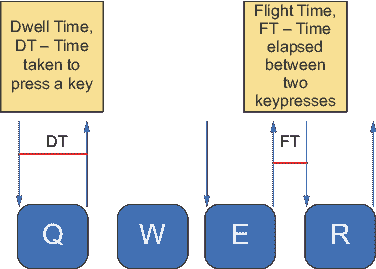 Dwell Time,
DT – Time
taken to
press a key
Flight Time,
FT – Time
elapsed
between
two
keypresses
DT
FT
Q
W
E
R